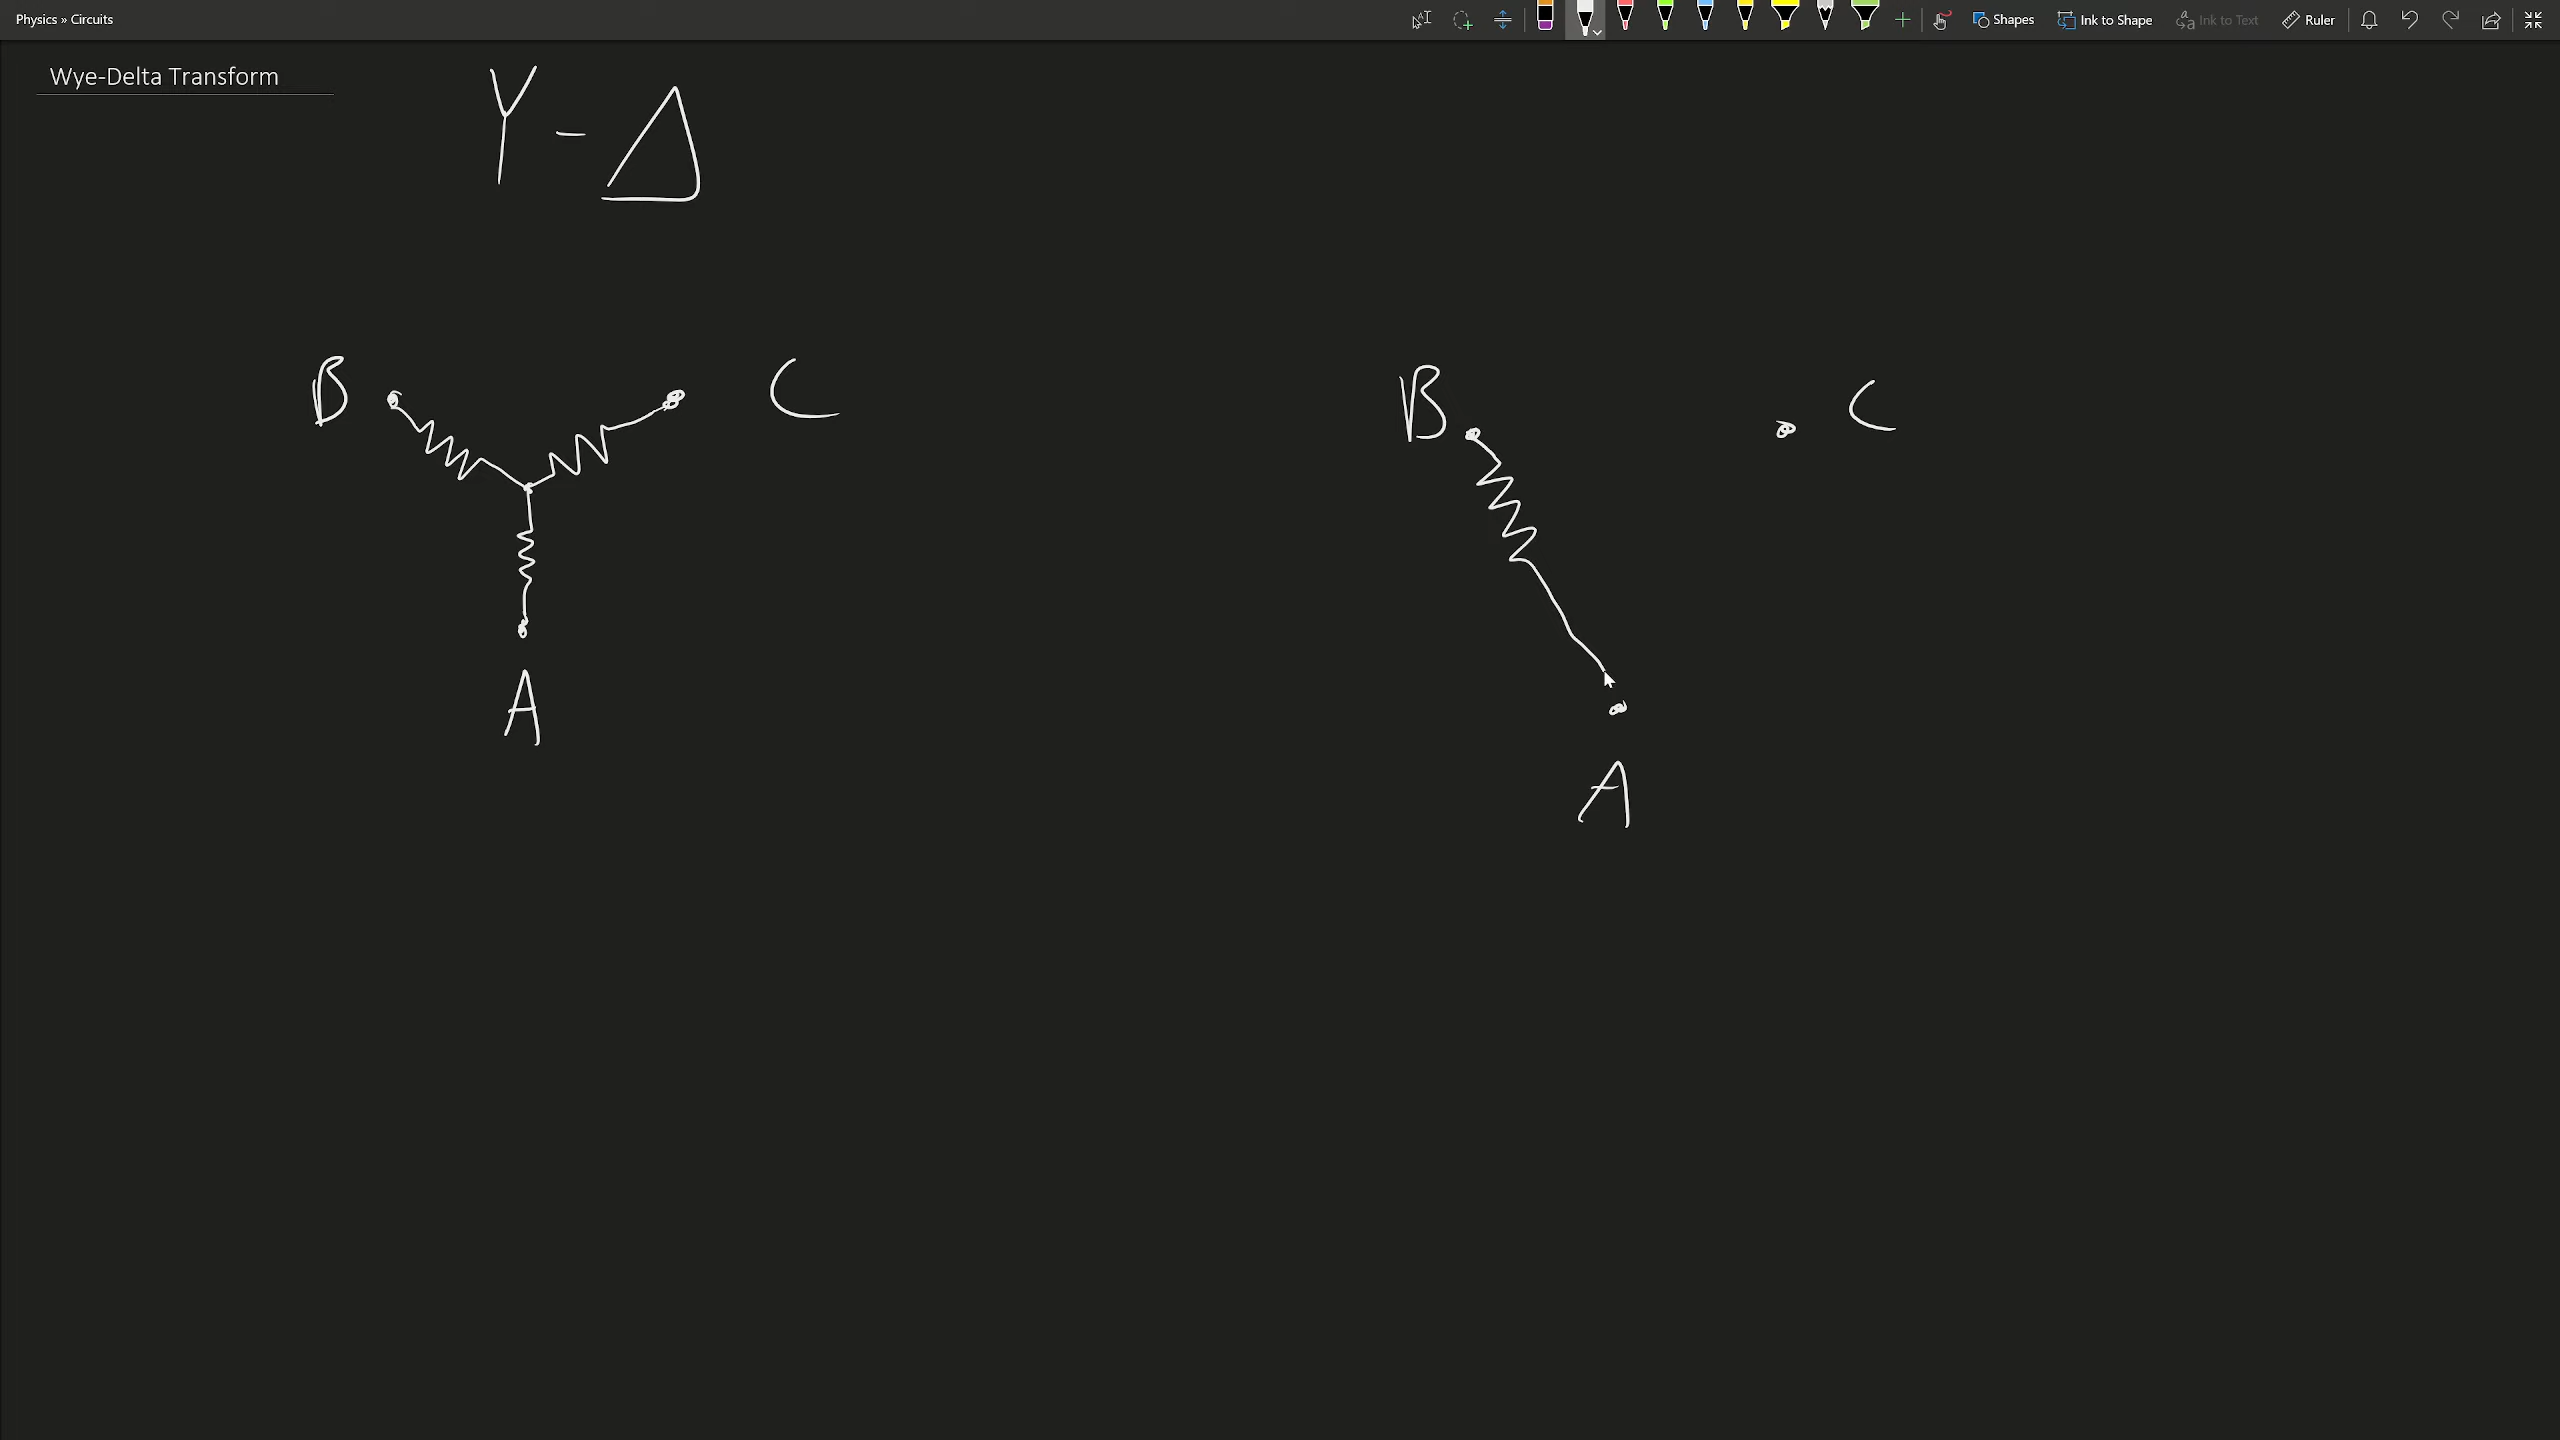 Physics » Circuits
Shapes Ink to Shape Ink to Text Ruler
Wye-Delta Transform
Y - Δ
B C
A
B C
A